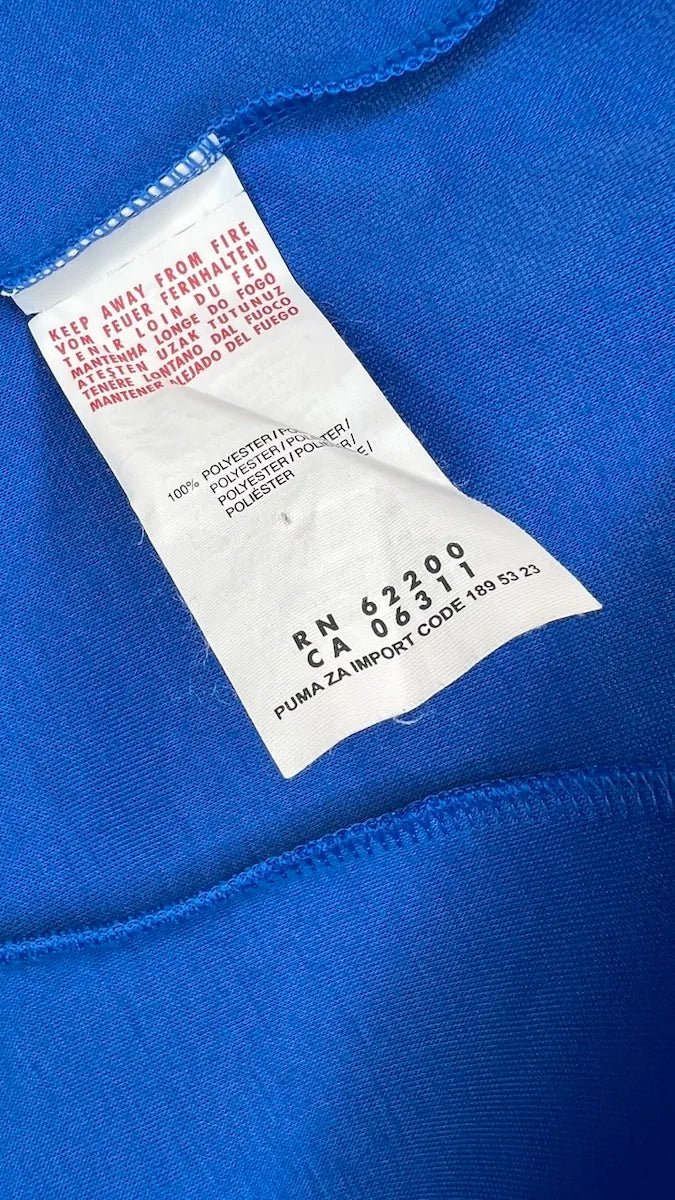 KEEP AWAY FROM FIRE
VOM FEUER FERNHALTEN
TENIR LOIN DU FEU
MANTENHA LONGE DO FOGO
ATEŞTEN UZAK TUTUNUZ
TENERE LONTANO DAL FUOCO
MANTENER ALEJADO DEL FUEGO
100% POLYESTER/
POLYESTER/
POLYESTER/
POLIÉSTER
RN 62200
CA 06311
PUMA ZA IMPORT CODE 189 53 23